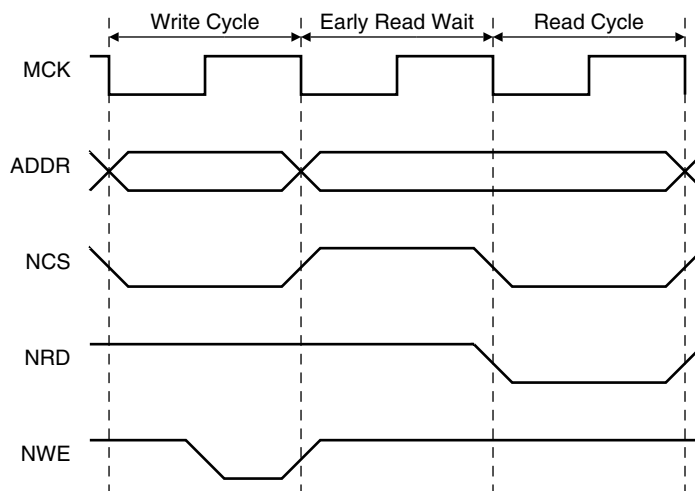 Write Cycle Early Read Wait Read Cycle
MCK
ADDR
NCS
NRD
NWE